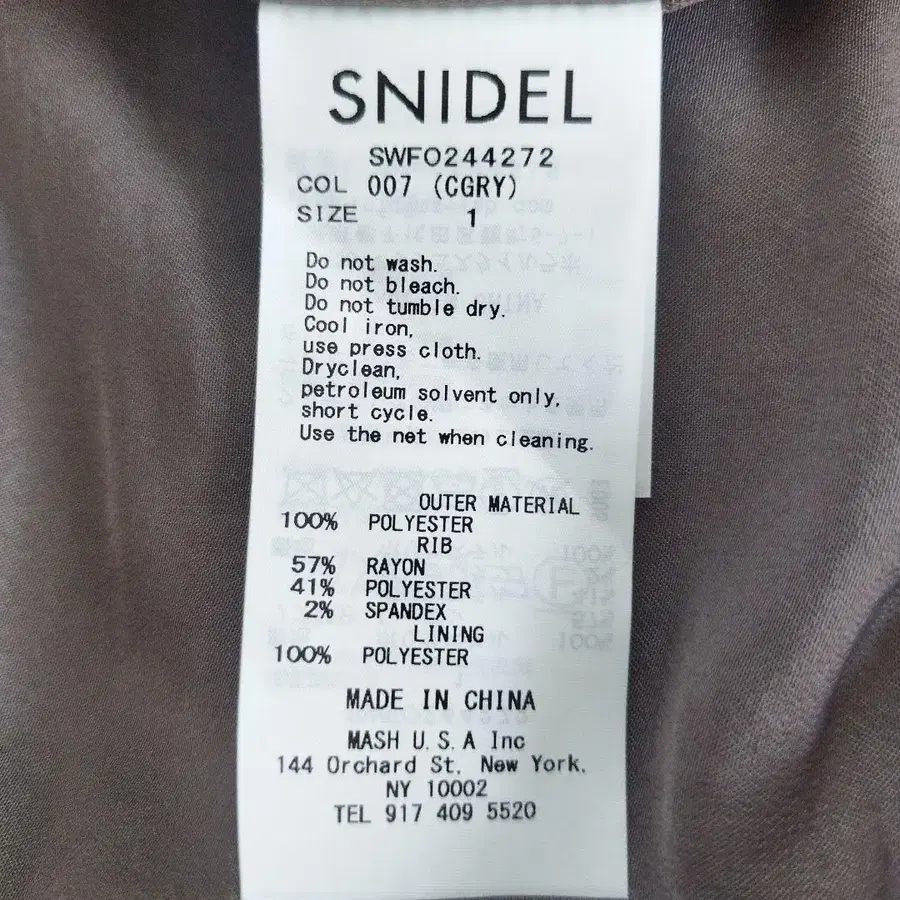 SNIDEL
SWFO244272
COL 007 (CGRY)
SIZE 1
Do not wash.
Do not bleach.
Do not tumble dry.
Cool iron,
use press cloth.
Dryclean,
petroleum solvent only,
short cycle.
Use the net when cleaning.
OUTER MATERIAL
100% POLYESTER
RIB
57% RAYON
41% POLYESTER
2% SPANDEX
LINING
100% POLYESTER
MADE IN CHINA
MASH U.S.A Inc
144 Orchard St, New York.
NY 10002
TEL 917 409 5520